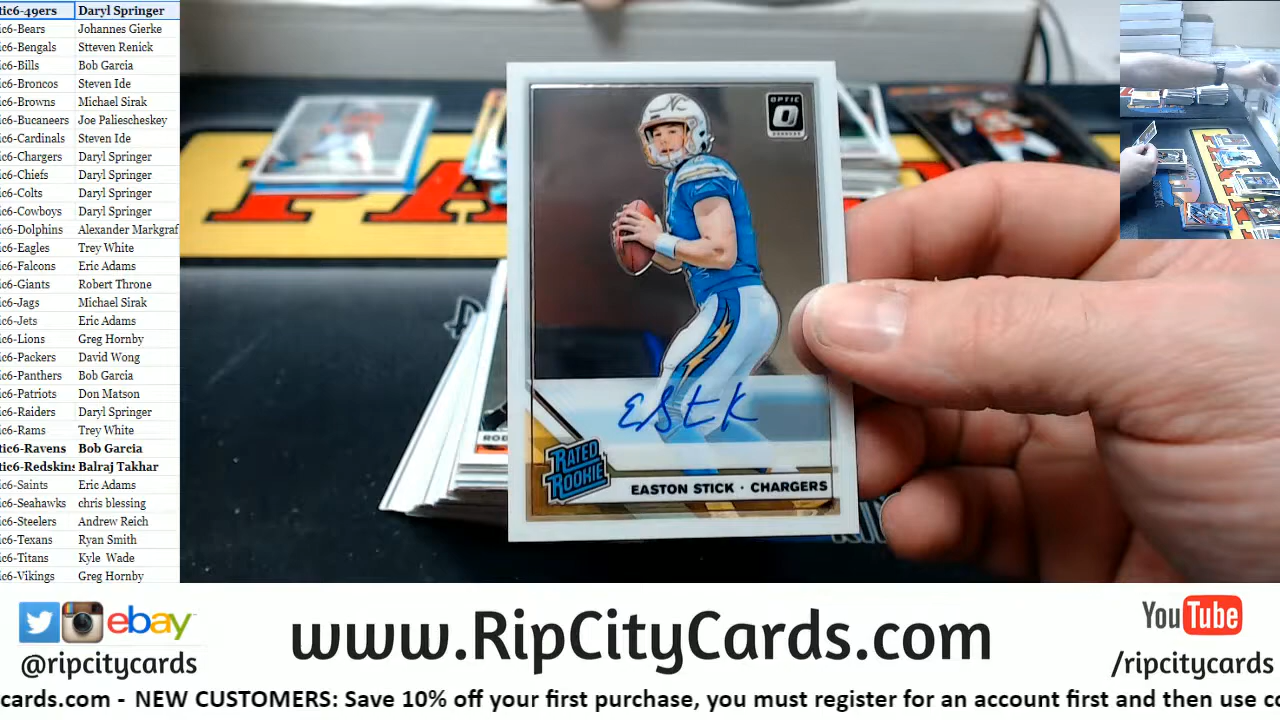 tic6-49ers Daryl Springer
ic6-Bears Johannes Gierke
ic6-Bengals Stteven Renick
ic6-Bills Bob Garcia
ic6-Broncos Steven Ide
ic6-Browns Michael Sirak
ic6-Bucaneers Joe Paliescheskey
ic6-Cardinals Steven Ide
ic6-Chargers Daryl Springer
ic6-Chiefs Daryl Springer
ic6-Colts Daryl Springer
ic6-Cowboys Daryl Springer
ic6-Dolphins Alexander Markgraf
ic6-Eagles Trey White
ic6-Falcons Eric Adams
ic6-Giants Robert Throne
ic6-Jags Michael Sirak
ic6-Jets Eric Adams
ic6-Lions Greg Hornby
ic6-Packers David Wong
ic6-Panthers Bob Garcia
ic6-Patriots Don Matson
ic6-Raiders Daryl Springer
ic6-Rams Trey White
tic6-Ravens Bob Garcia
tic6-Redskins Balraj Takhar
ic6-Saints Eric Adams
ic6-Seahawks chris blessing
ic6-Steelers Andrew Reich
ic6-Texans Ryan Smith
ic6-Titans Kyle Wade
ic6-Vikings Greg Hornby
OPTIC
O
NC
E Stick
RATED
ROOKIE
EASTON STICK · CHARGERS
ROB
ebay
@ripcitycards
www.RipCityCards.com
YouTube
/ripcitycards
cards.com - NEW CUSTOMERS: Save 10% off your first purchase, you must register for an account first and then use co